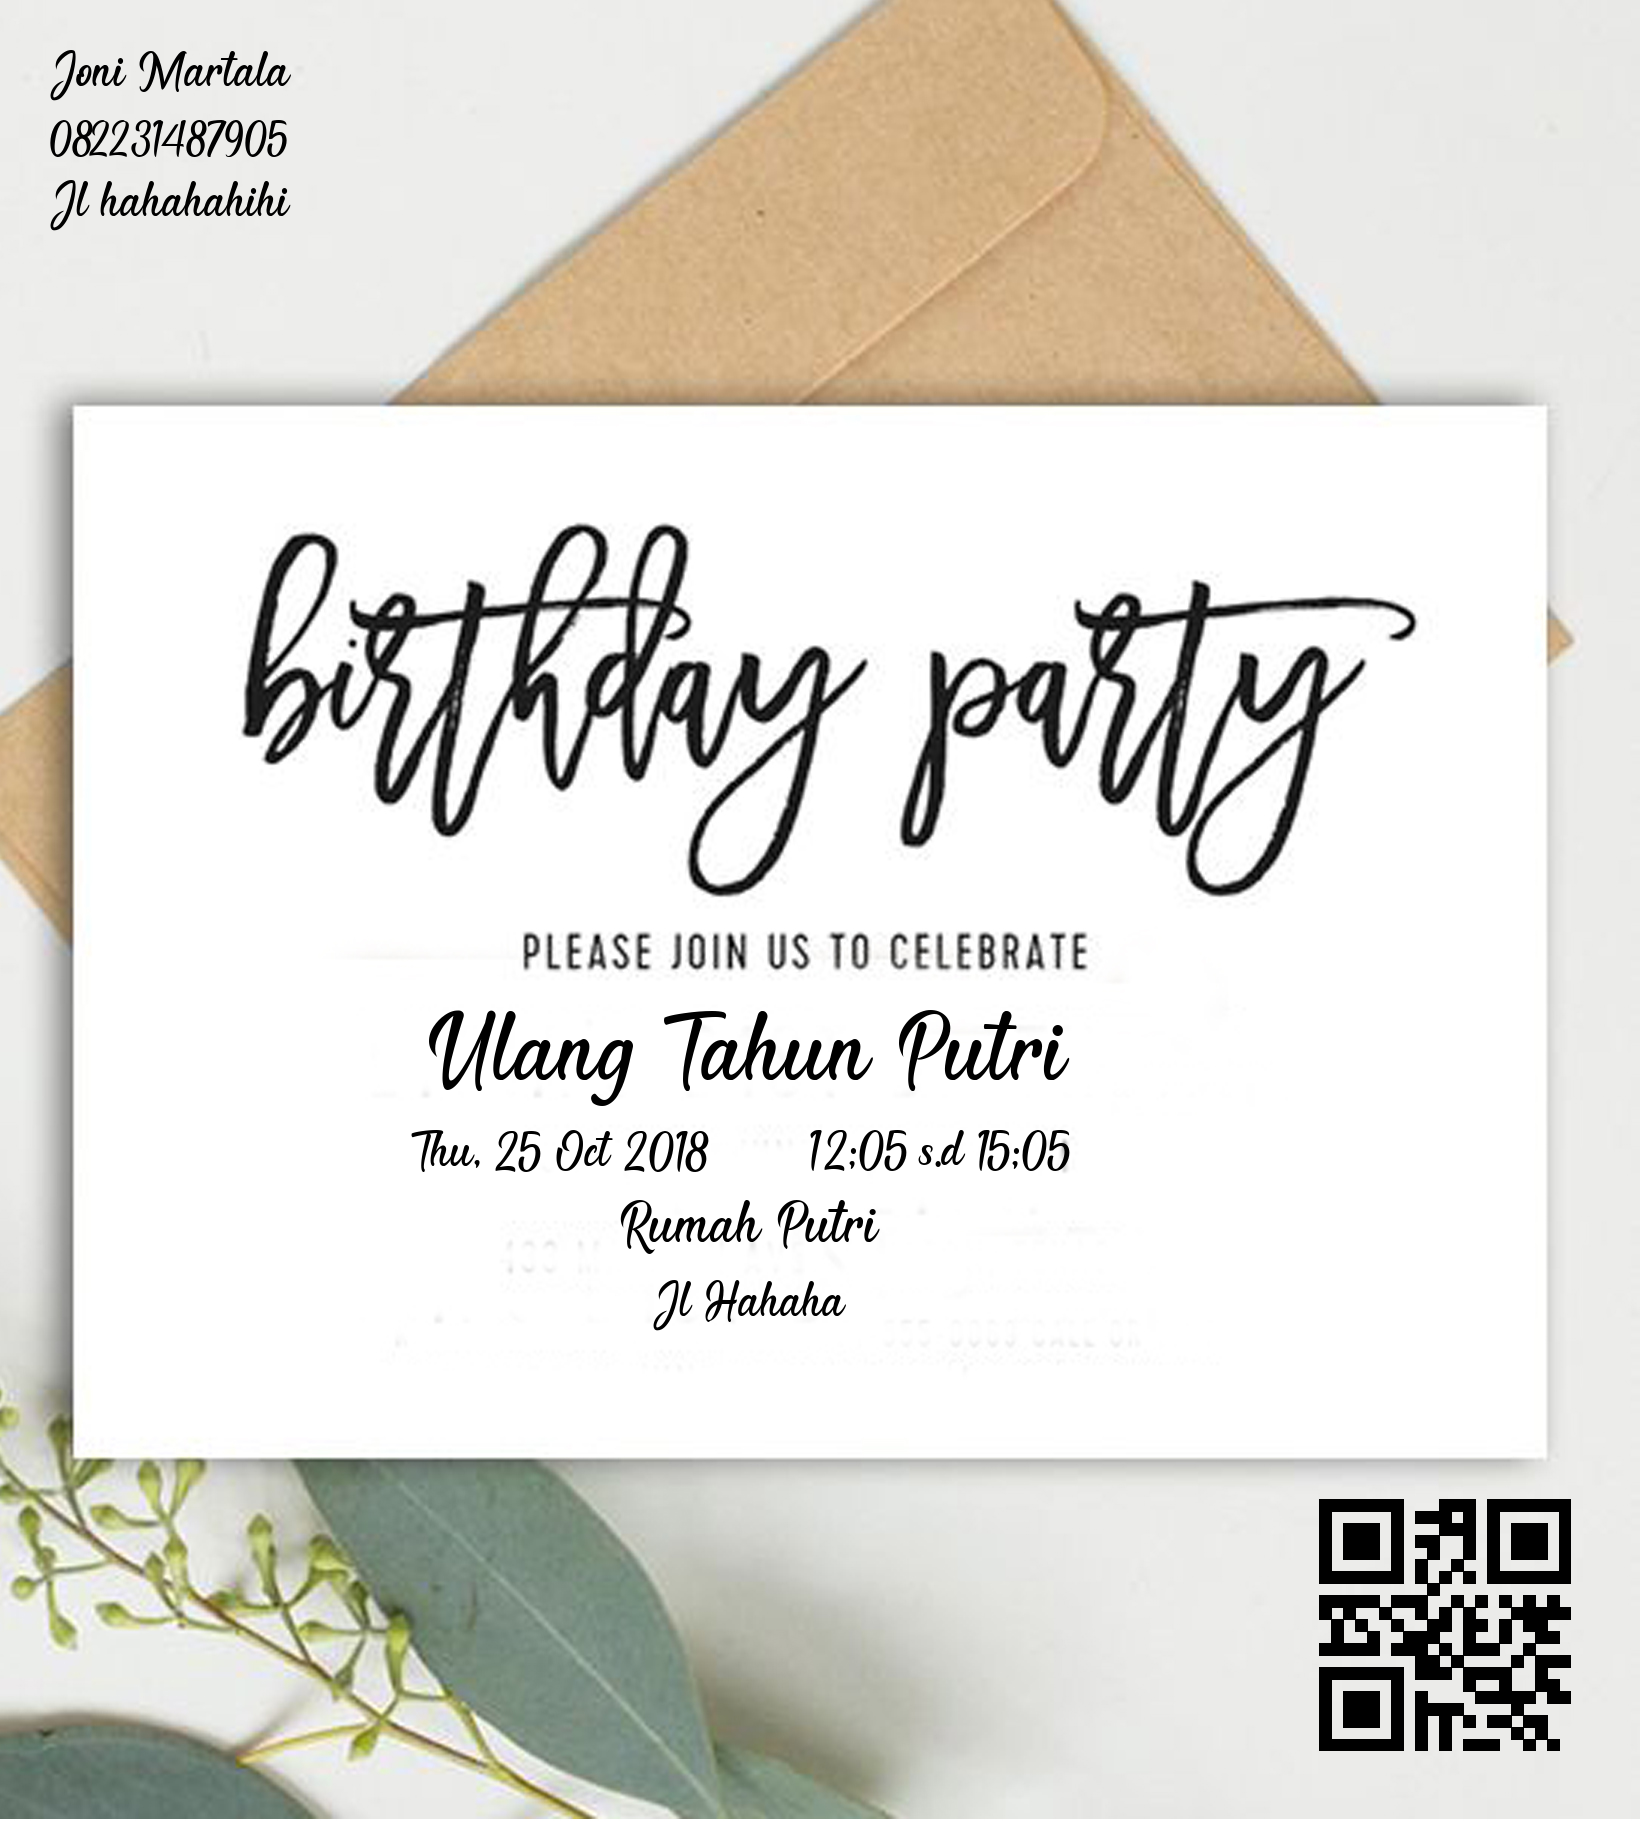 Joni Martala
082231487905
Jl hahahahihi
birthday party
PLEASE JOIN US TO CELEBRATE
Ulang Tahun Putri
Thu, 25 Oct 2018 12:05 s.d 15:05
Rumah Putri
Jl Hahaha